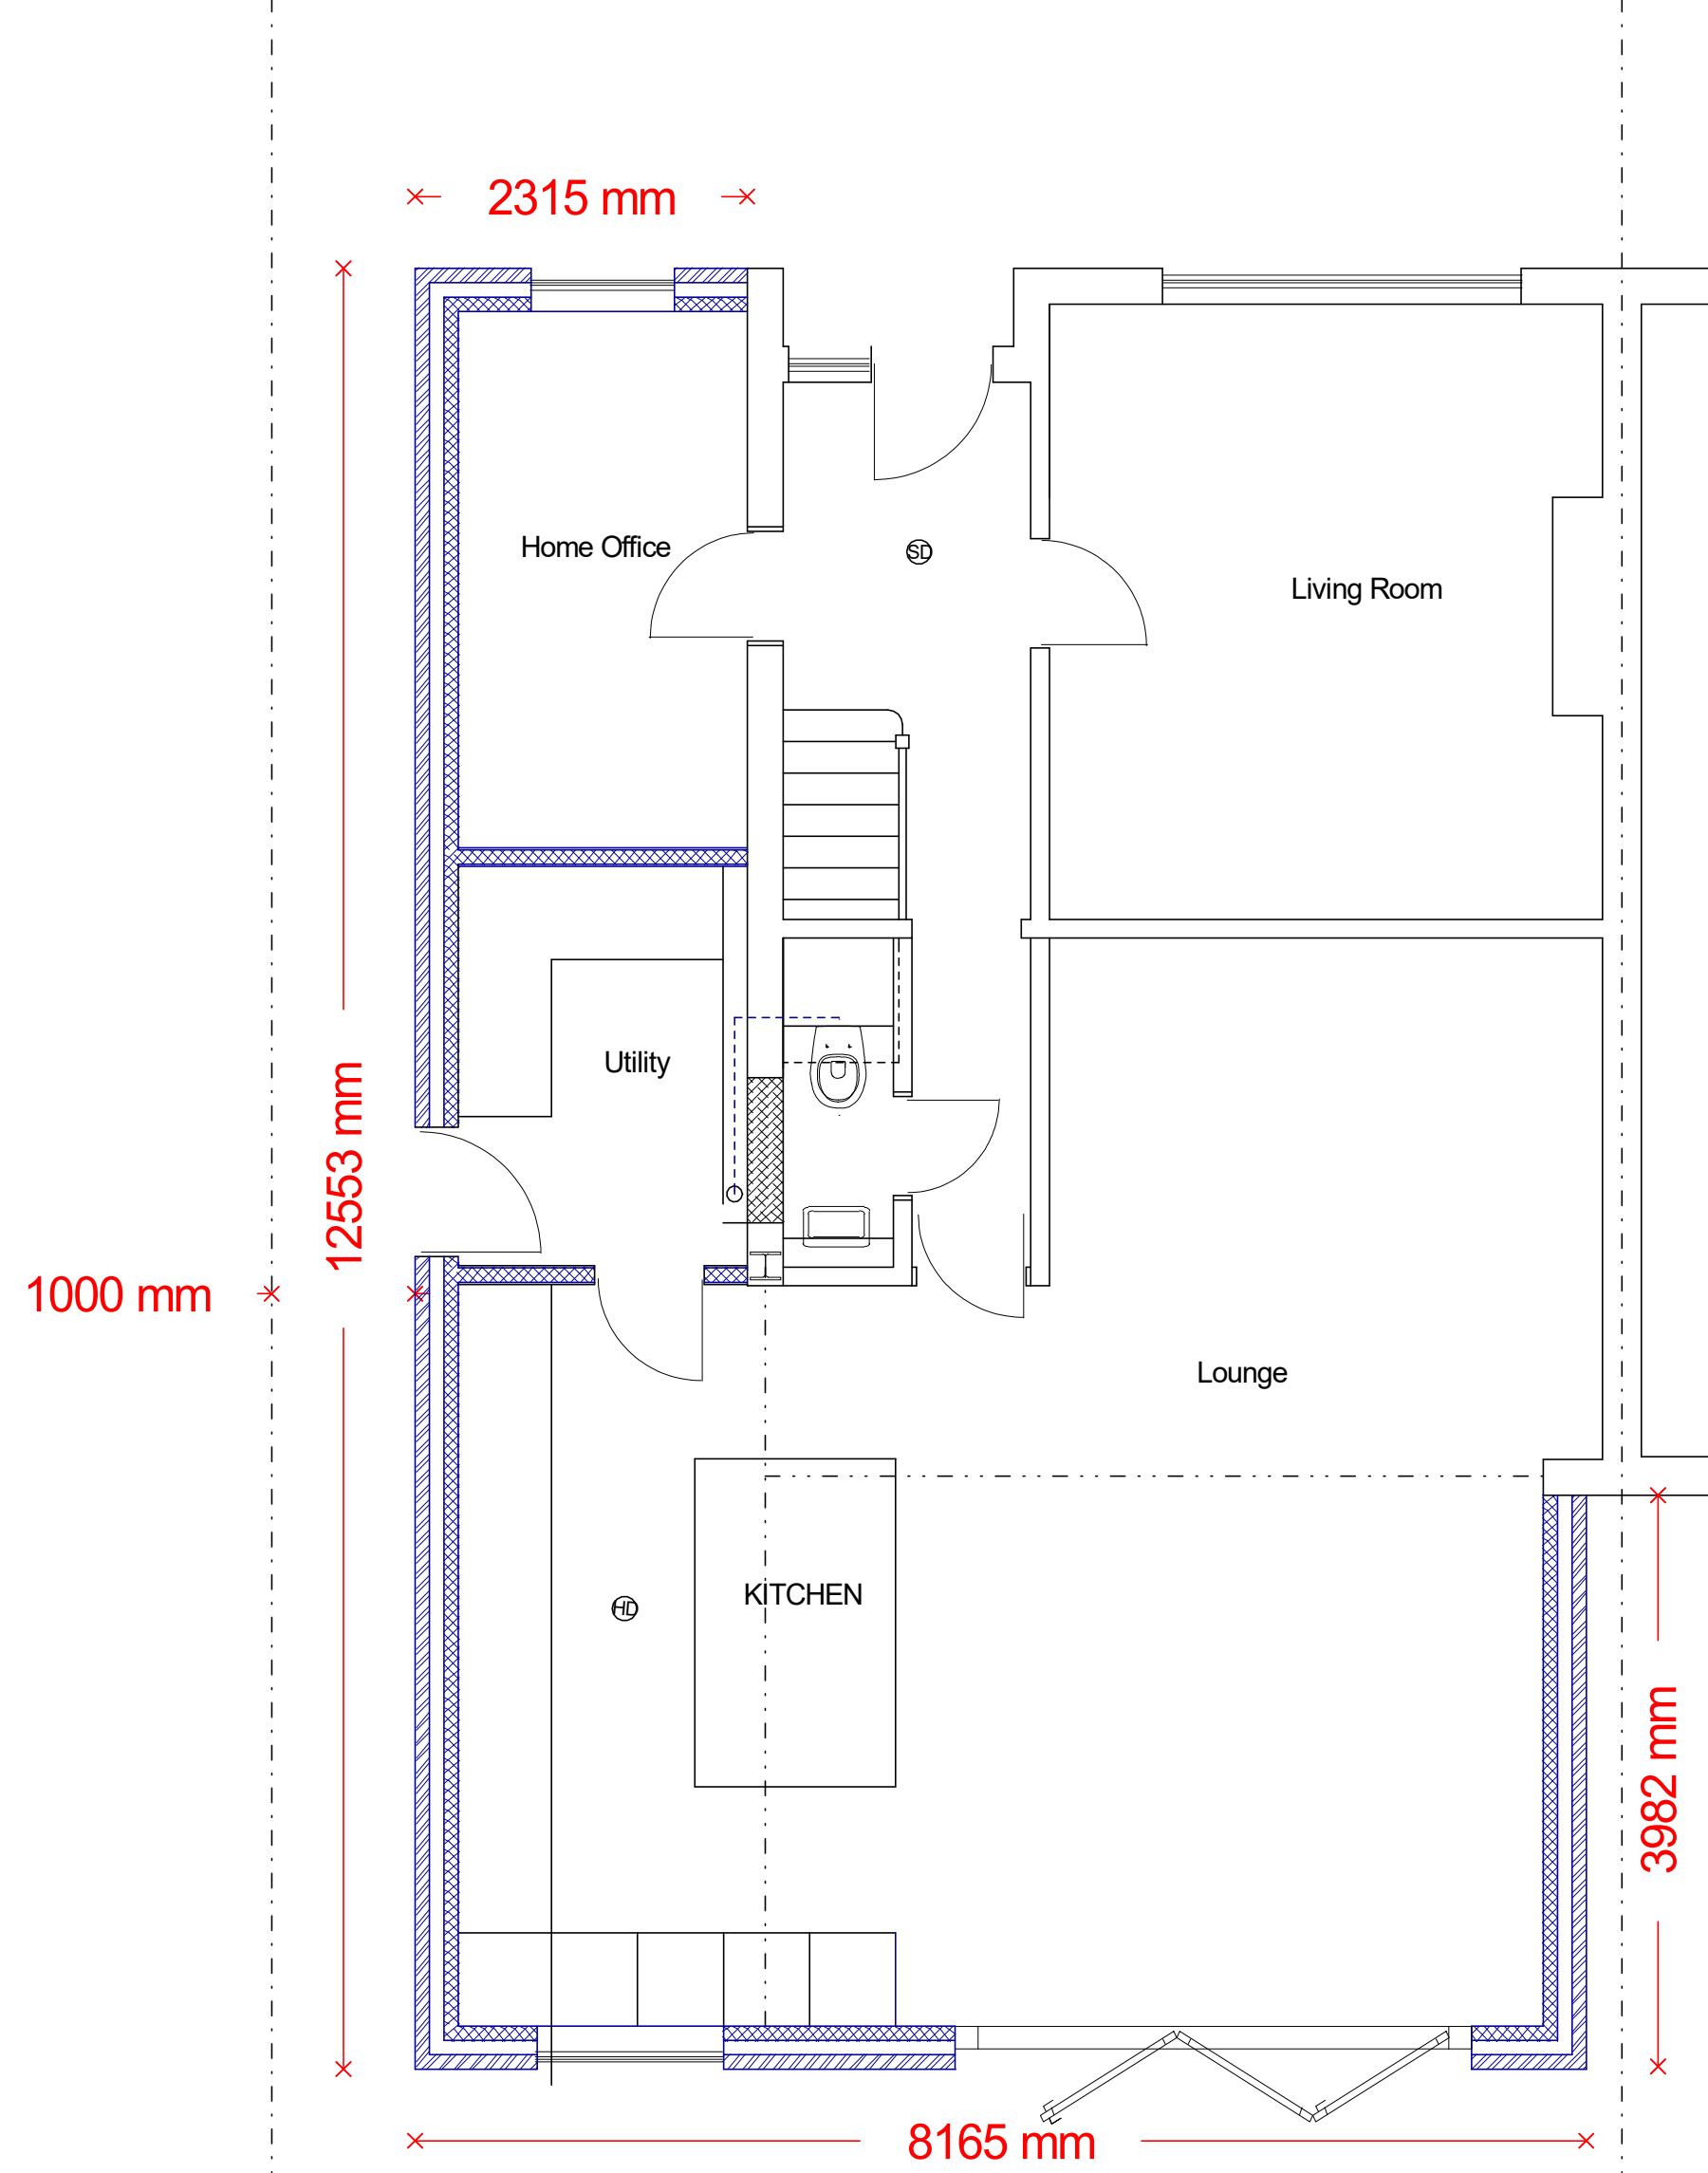 2315 mm
Home Office
SD
Living Room
Utility
12553 mm
1000 mm
Lounge
KITCHEN
HD
3982 mm
8165 mm